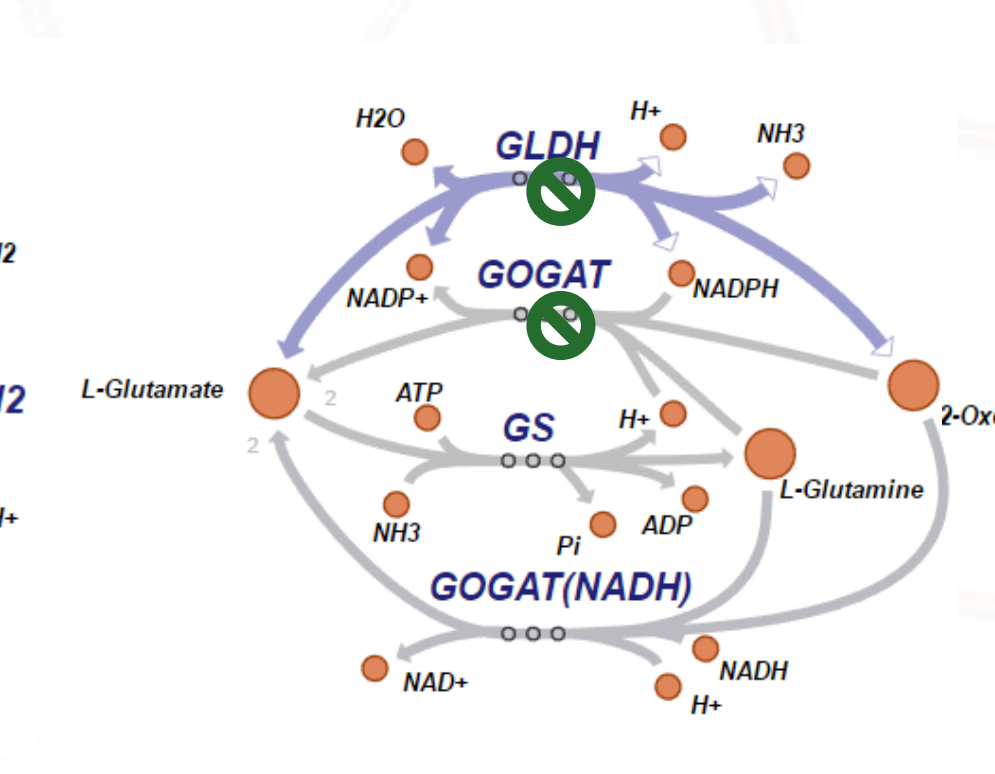 H2O
H+
NH3
GLDH
GOGAT
NADP+
NADPH
L-Glutamate
2
ATP
GS
H+
2
L-Glutamine
NH3
Pi
ADP
GOGAT(NADH)
NAD+
NADH
H+